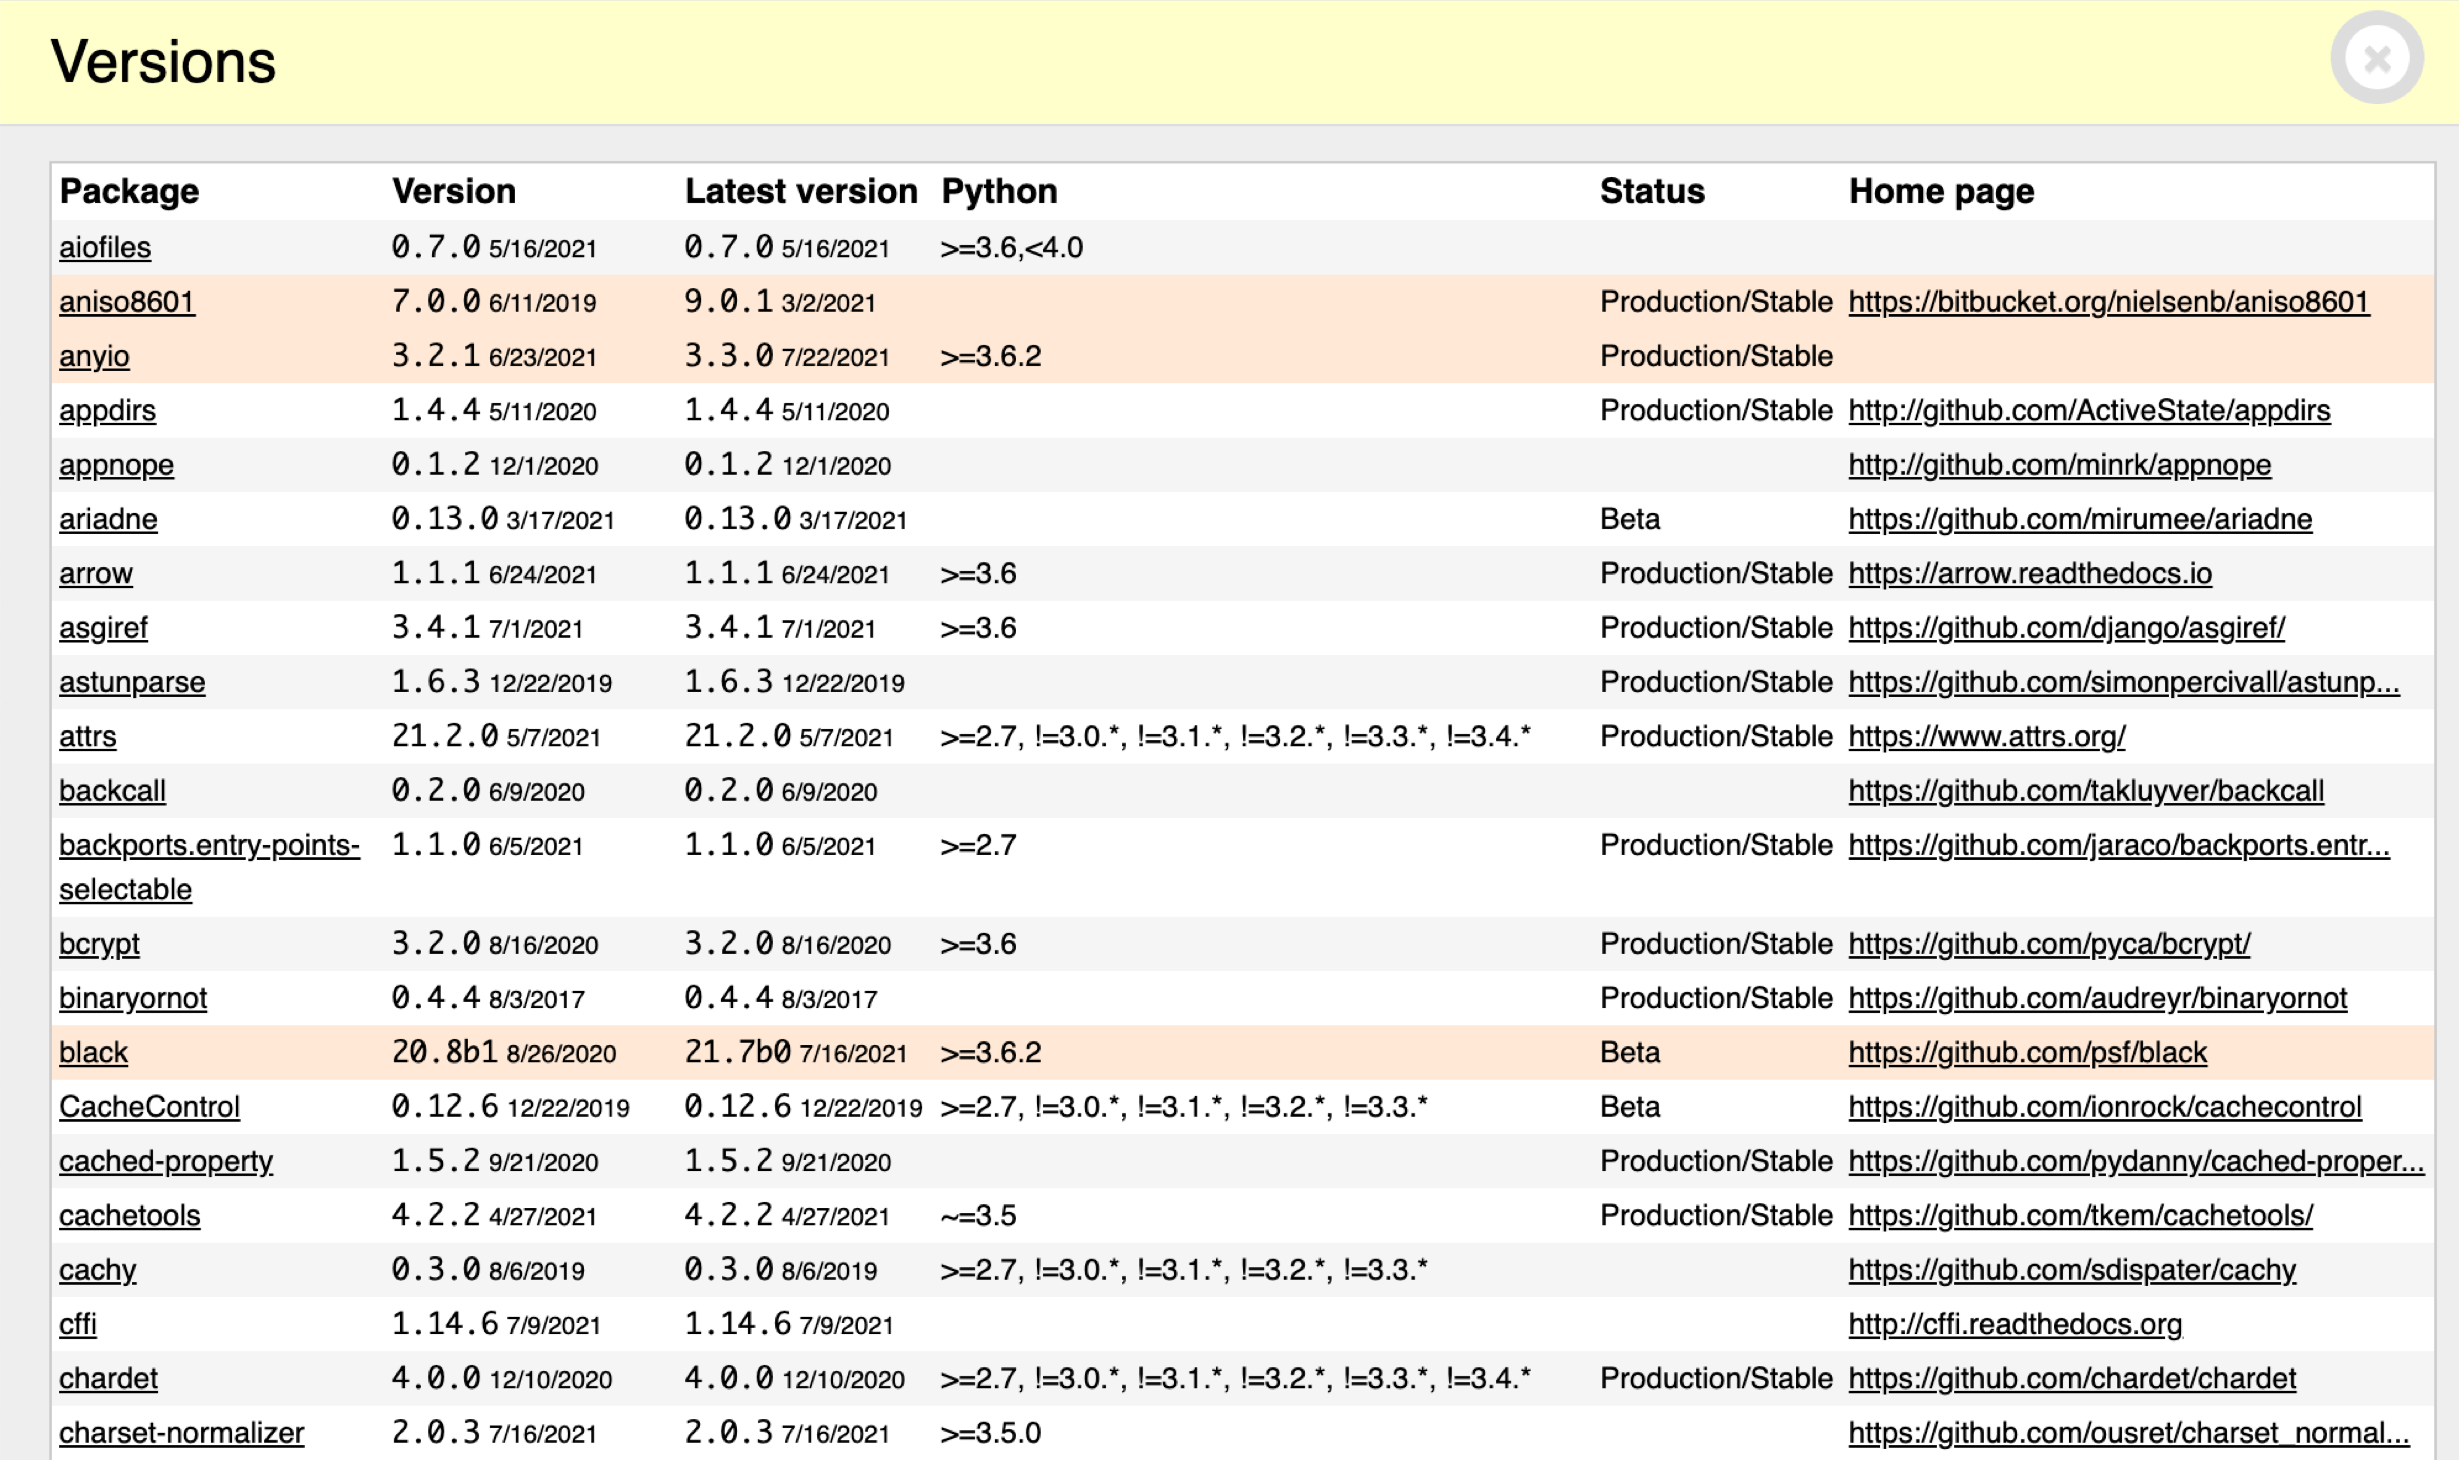 Versions
Package Version Latest version Python Status Home page
aiofiles 0.7.0 5/16/2021 0.7.0 5/16/2021 >=3.6,<4.0
aniso8601 7.0.0 6/11/2019 9.0.1 3/2/2021 Production/Stable https://bitbucket.org/nielsenb/aniso8601
anyio 3.2.1 6/23/2021 3.3.0 7/22/2021 >=3.6.2 Production/Stable
appdirs 1.4.4 5/11/2020 1.4.4 5/11/2020 Production/Stable http://github.com/ActiveState/appdirs
appnope 0.1.2 12/1/2020 0.1.2 12/1/2020 http://github.com/minrk/appnope
ariadne 0.13.0 3/17/2021 0.13.0 3/17/2021 Beta https://github.com/mirumee/ariadne
arrow 1.1.1 6/24/2021 1.1.1 6/24/2021 >=3.6 Production/Stable https://arrow.readthedocs.io
asgiref 3.4.1 7/1/2021 3.4.1 7/1/2021 >=3.6 Production/Stable https://github.com/django/asgiref/
astunparse 1.6.3 12/22/2019 1.6.3 12/22/2019 Production/Stable https://github.com/simonpercivall/astunp...
attrs 21.2.0 5/7/2021 21.2.0 5/7/2021 >=2.7, !=3.0.*, !=3.1.*, !=3.2.*, !=3.3.*, !=3.4.* Production/Stable https://www.attrs.org/
backcall 0.2.0 6/9/2020 0.2.0 6/9/2020 https://github.com/takluyver/backcall
backports.entry-points- 1.1.0 6/5/2021 1.1.0 6/5/2021 >=2.7 Production/Stable https://github.com/jaraco/backports.entr...
selectable
bcrypt 3.2.0 8/16/2020 3.2.0 8/16/2020 >=3.6 Production/Stable https://github.com/pyca/bcrypt/
binaryornot 0.4.4 8/3/2017 0.4.4 8/3/2017 Production/Stable https://github.com/audreyr/binaryornot
black 20.8b1 8/26/2020 21.7b0 7/16/2021 >=3.6.2 Beta https://github.com/psf/black
CacheControl 0.12.6 12/22/2019 0.12.6 12/22/2019 >=2.7, !=3.0.*, !=3.1.*, !=3.2.*, !=3.3.* Beta https://github.com/ionrock/cachecontrol
cached-property 1.5.2 9/21/2020 1.5.2 9/21/2020 Production/Stable https://github.com/pydanny/cached-proper...
cachetools 4.2.2 4/27/2021 4.2.2 4/27/2021 ~=3.5 Production/Stable https://github.com/tkem/cachetools/
cachy 0.3.0 8/6/2019 0.3.0 8/6/2019 >=2.7, !=3.0.*, !=3.1.*, !=3.2.*, !=3.3.* https://github.com/sdispater/cachy
cffi 1.14.6 7/9/2021 1.14.6 7/9/2021 http://cffi.readthedocs.org
chardet 4.0.0 12/10/2020 4.0.0 12/10/2020 >=2.7, !=3.0.*, !=3.1.*, !=3.2.*, !=3.3.*, !=3.4.* Production/Stable https://github.com/chardet/chardet
charset-normalizer 2.0.3 7/16/2021 2.0.3 7/16/2021 >=3.5.0 https://github.com/ousret/charset_normal...